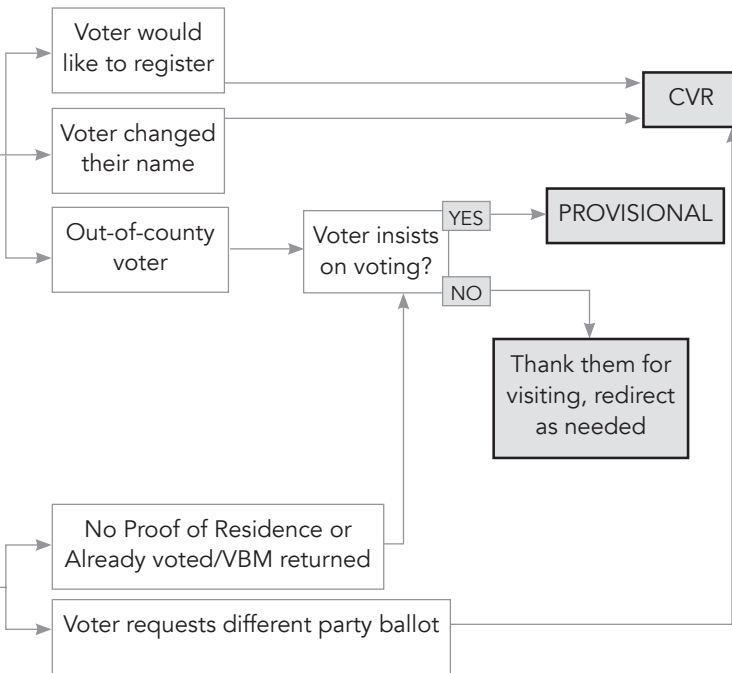 Voter would
like to register
CVR
Voter changed
their name
Out-of-county
voter
Voter insists
on voting?
YES
PROVISIONAL
NO
Thank them for
visiting, redirect
as needed
No Proof of Residence or
Already voted/VBM returned
Voter requests different party ballot